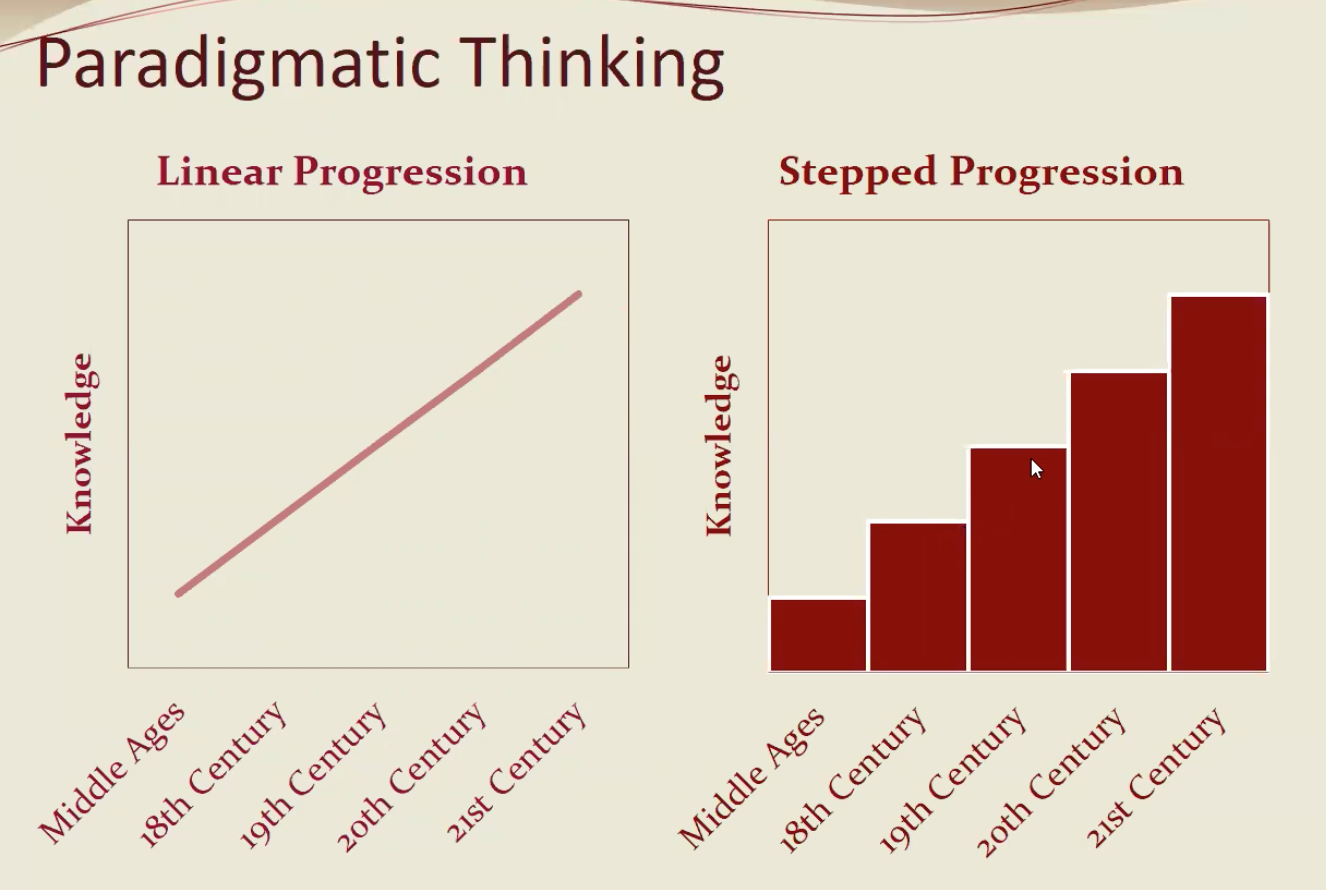 Paradigmatic Thinking
Linear Progression
Knowledge
Middle Ages
18th Century
19th Century
20th Century
21st Century
Stepped Progression
Knowledge
Middle Ages
18th Century
19th Century
20th Century
21st Century